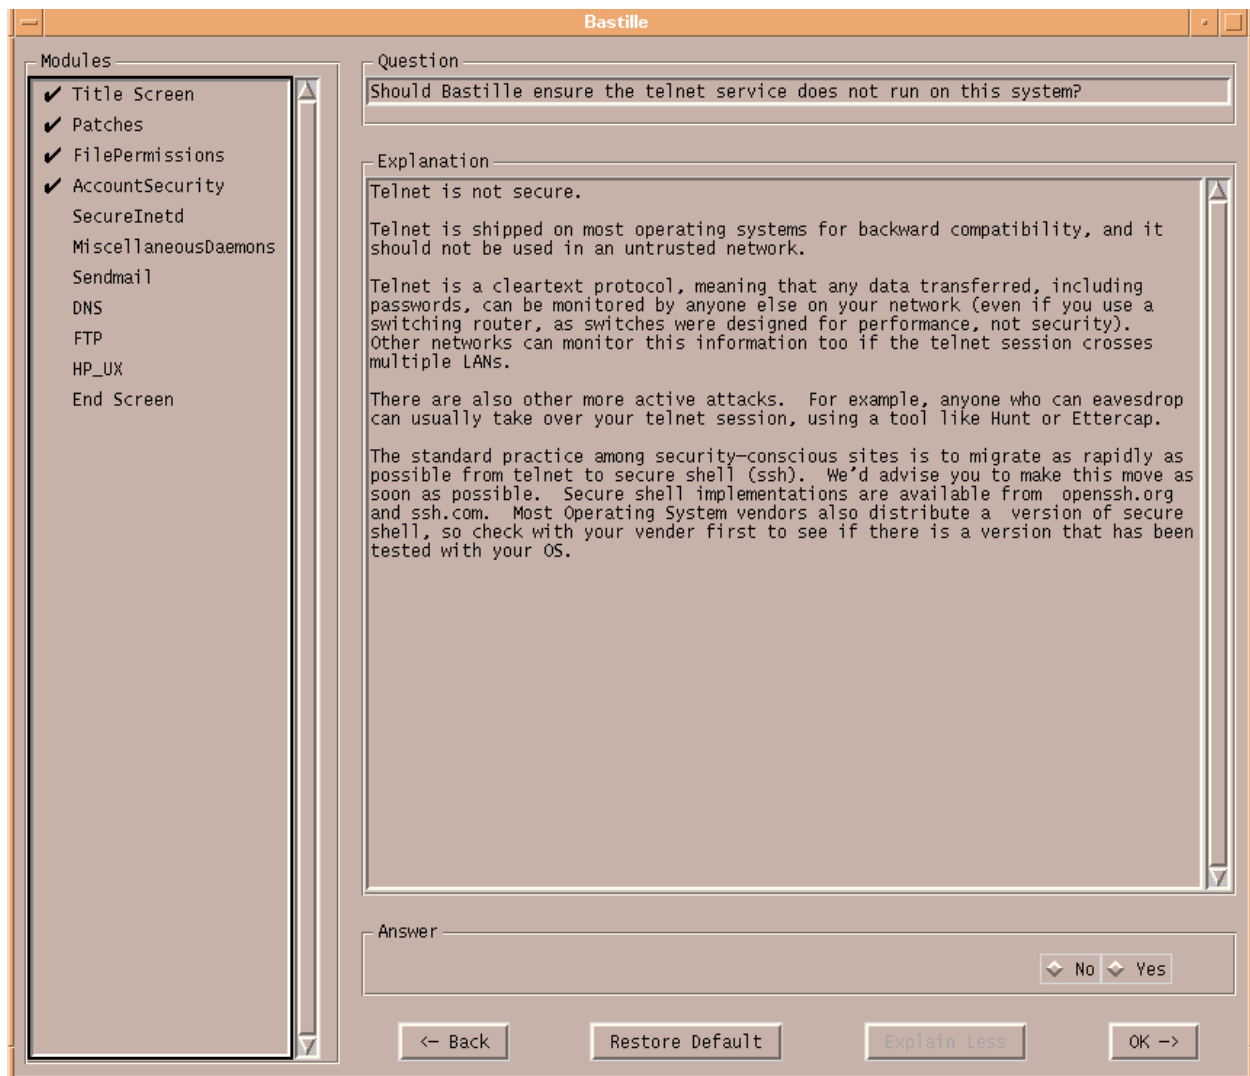 Bastille
Modules
Title Screen
Patches
FilePermissions
AccountSecurity
SecureInetd
MiscellaneousDaemons
Sendmail
DNS
FTP
HP_UX
End Screen
Question
Should Bastille ensure the telnet service does not run on this system?
Explanation
Telnet is not secure.
Telnet is shipped on most operating systems for backward compatibility, and it
should not be used in an untrusted network.
Telnet is a cleartext protocol, meaning that any data transferred, including
passwords, can be monitored by anyone else on your network (even if you use a
switching router, as switches were designed for performance, not security).
Other networks can monitor this information too if the telnet session crosses
multiple LANs.
There are also other more active attacks.  For example, anyone who can eavesdrop
can usually take over your telnet session, using a tool like Hunt or Ettercap.
The standard practice among security-conscious sites is to migrate as rapidly as
possible from telnet to secure shell (ssh).  We'd advise you to make this move as
soon as possible.  Secure shell implementations are available from  openssh.org
and ssh.com.  Most Operating System vendors also distribute a  version of secure
shell, so check with your vender first to see if there is a version that has been
tested with your OS.
Answer
No Yes
<- Back
Restore Default
Explain Less
OK ->